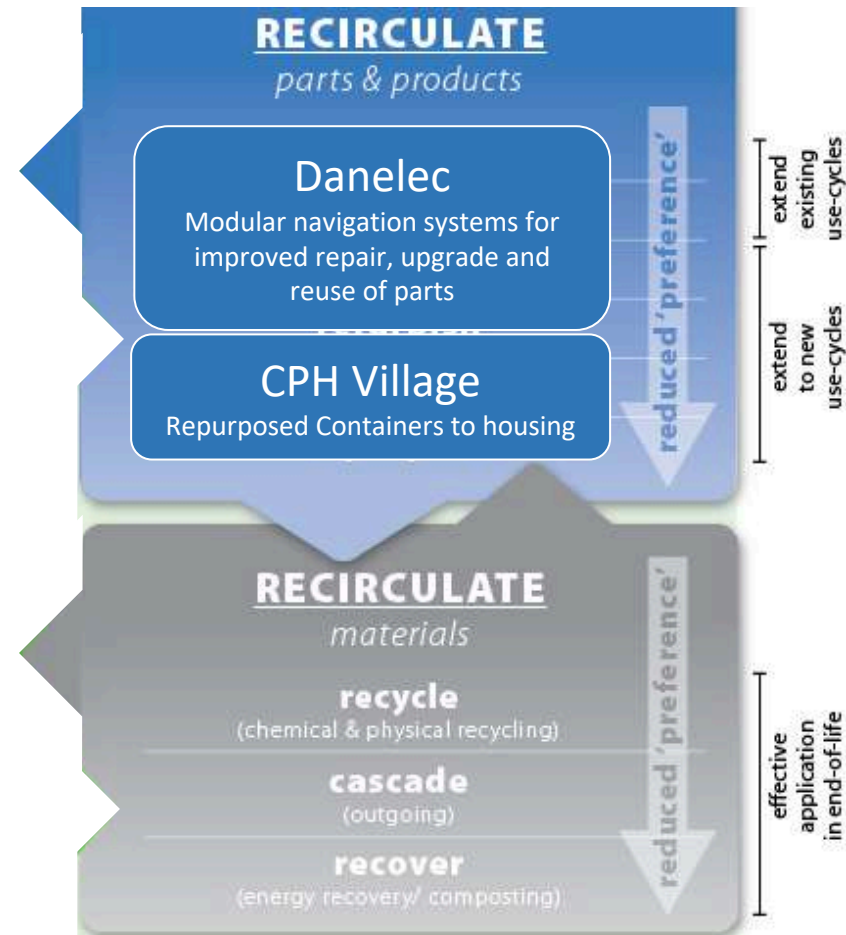 RECIRCULATE
parts & products
Danelec
Modular navigation systems for
improved repair, upgrade and
reuse of parts
CPH Village
Repurposed Containers to housing
reduced 'preference'
extend
existing
use-cycles
extend
to new
use-cycles
RECIRCULATE
materials
recycle
(chemical & physical recycling)
cascade
(outgoing)
recover
(energy recovery/ composting)
reduced 'preference'
effective
application
in end-of-life